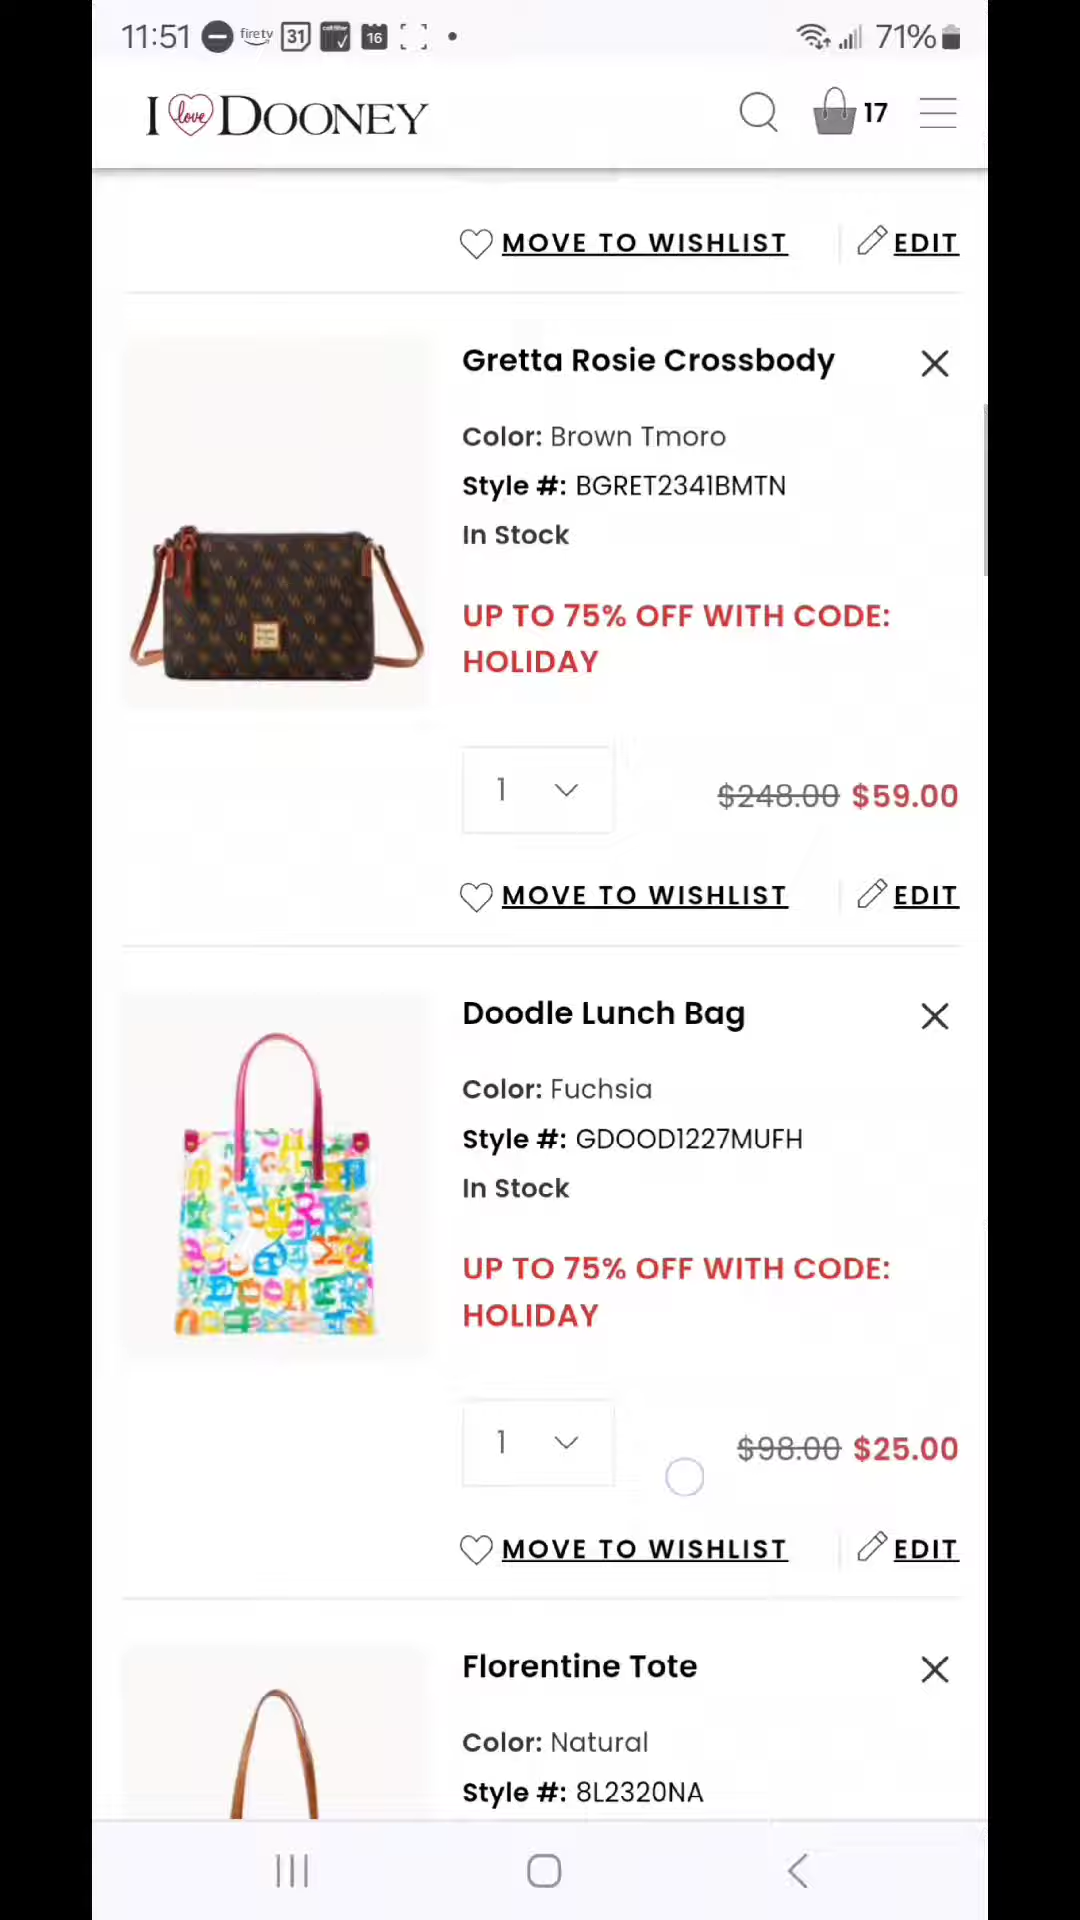 11:51 firetv 31 16 71%
I love DOONEY 17
MOVE TO WISHLIST EDIT
Gretta Rosie Crossbody
Color: Brown Tmoro
Style #: BGRET2341BMTN
In Stock
UP TO 75% OFF WITH CODE:
HOLIDAY
1 $248.00 $59.00
MOVE TO WISHLIST EDIT
Doodle Lunch Bag
Color: Fuchsia
Style #: GDOOD1227MUFH
In Stock
UP TO 75% OFF WITH CODE:
HOLIDAY
1 $98.00 $25.00
MOVE TO WISHLIST EDIT
Florentine Tote
Color: Natural
Style #: 8L2320NA